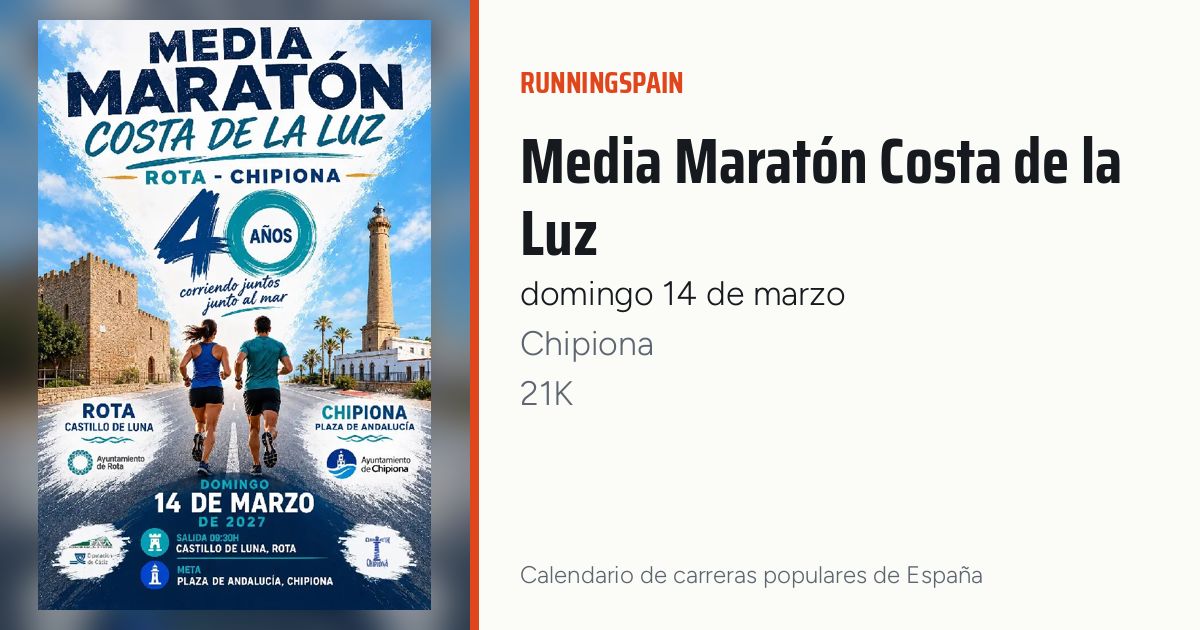 MEDIA
MARATÓN
COSTA DE LA LUZ
ROTA - CHIPIONA
40
AÑOS
corriendo juntos
junto al mar
ROTA
CASTILLO DE LUNA
Ayuntamiento
de Rota
CHIPIONA
PLAZA DE ANDALUCÍA
Ayuntamiento
de Chipiona
DOMINGO
14 DE MARZO
DE 2027
SALIDA 09:30H
CASTILLO DE LUNA, ROTA
META
PLAZA DE ANDALUCÍA, CHIPIONA
de Cádiz
Chipiona
RUNNINGSPAIN
Media Maratón Costa de la
Luz
domingo 14 de marzo
Chipiona
21K
Calendario de carreras populares de España